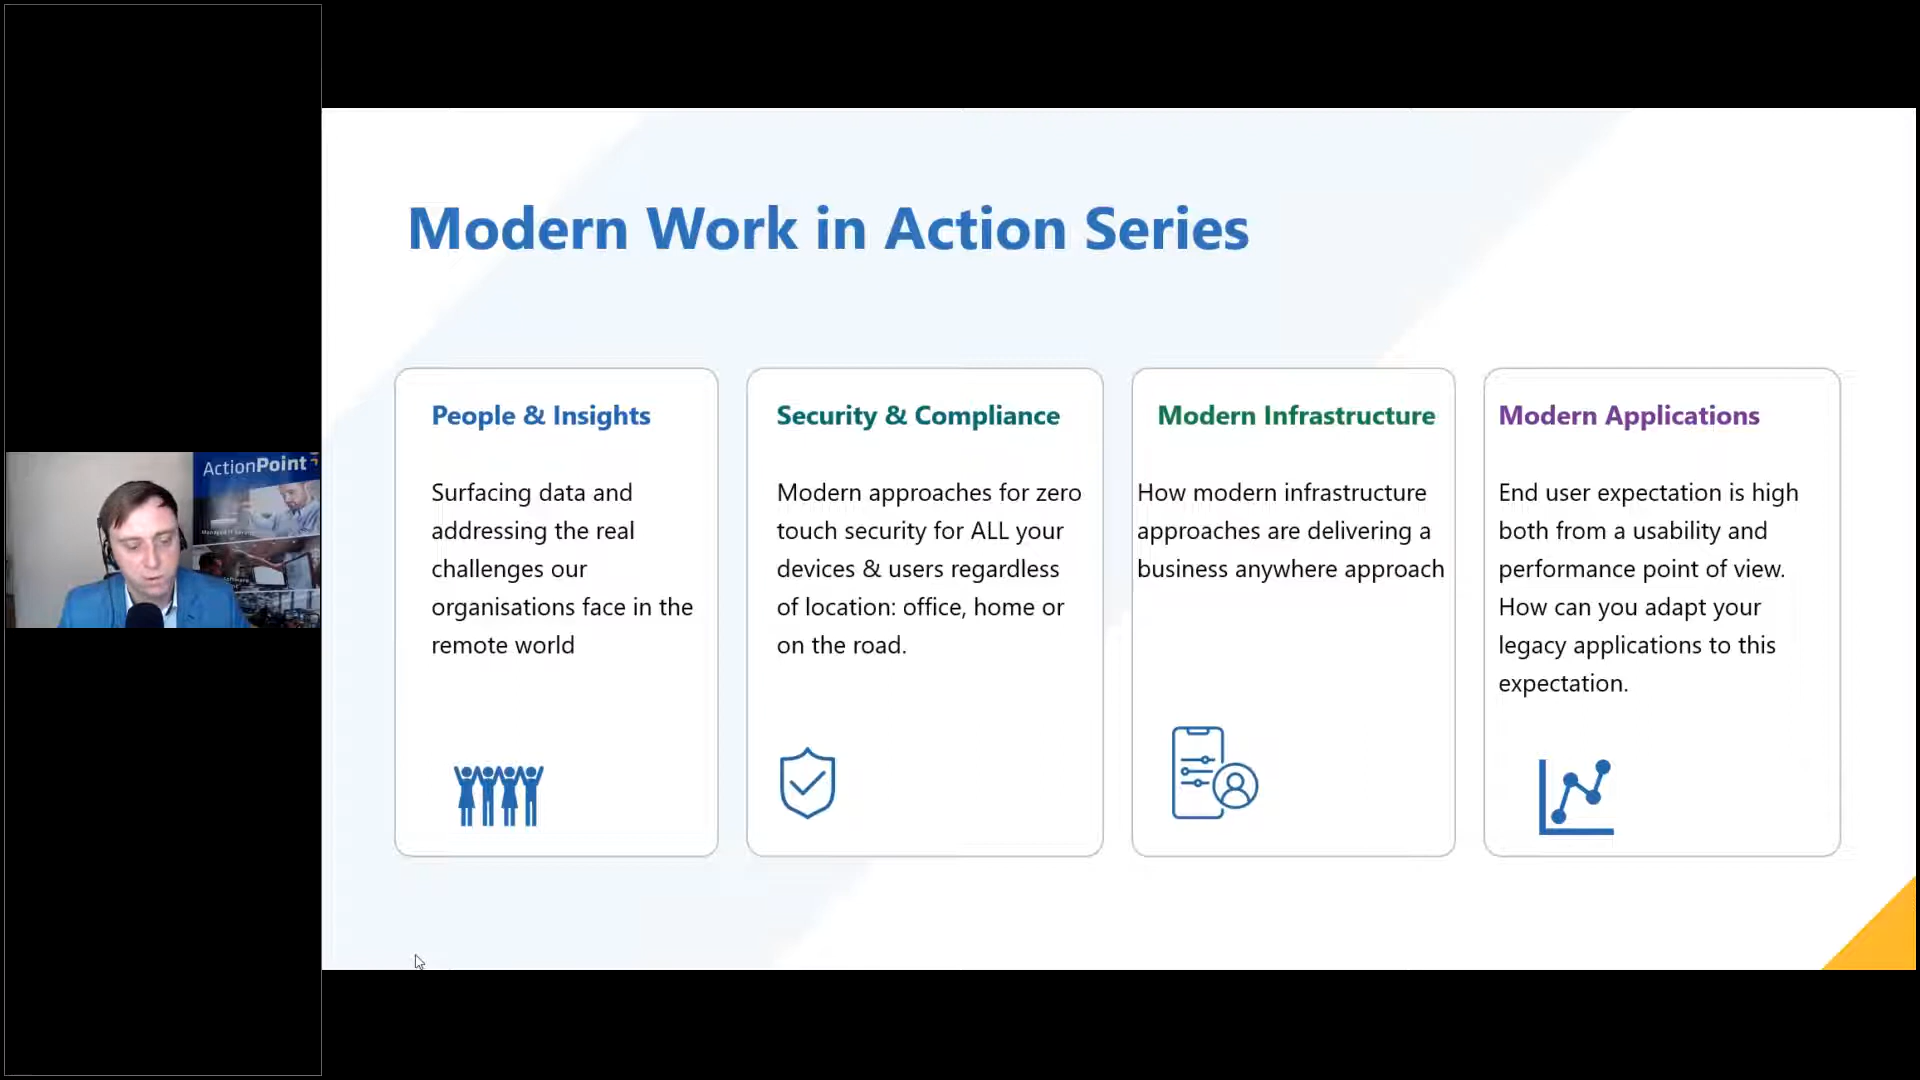 Modern Work in Action Series
People & Insights
Surfacing data and
addressing the real
challenges our
organisations face in the
remote world
Security & Compliance
Modern approaches for zero
touch security for ALL your
devices & users regardless
of location: office, home or
on the road.
Modern Infrastructure
How modern infrastructure
approaches are delivering a
business anywhere approach
Modern Applications
End user expectation is high
both from a usability and
performance point of view.
How can you adapt your
legacy applications to this
expectation.
ActionPoint
Managed IT